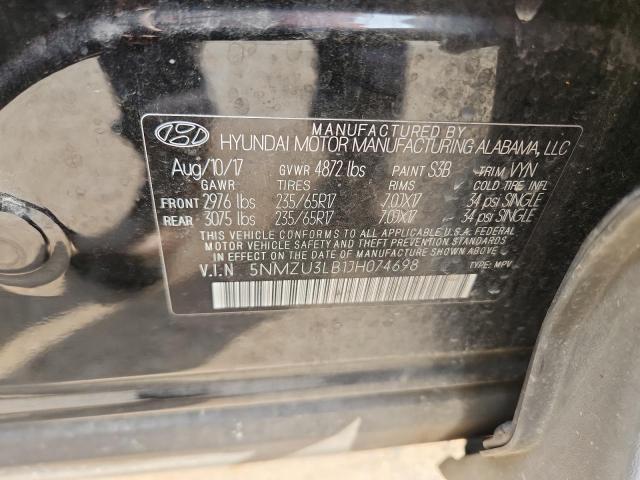 MANUFACTURED BY
HYUNDAI MOTOR MANUFACTURING ALABAMA, LLC
Aug/10/17 GVWR 4872 lbs PAINT S3B TRIM VYN
GAWR TIRES RIMS COLD TIRE INFL
FRONT 2976 lbs 235/65R17 7.0JX17 34 psi SINGLE
REAR 3075 lbs 235/65R17 7.0JX17 34 psi SINGLE
THIS VEHICLE CONFORMS TO ALL APPLICABLE U.S.A. FEDERAL
MOTOR VEHICLE SAFETY AND THEFT PREVENTION STANDARDS
IN EFFECT ON THE DATE OF MANUFACTURE SHOWN ABOVE
V.I.N 5NMZU3LB1JH074698 TYPE: MPV